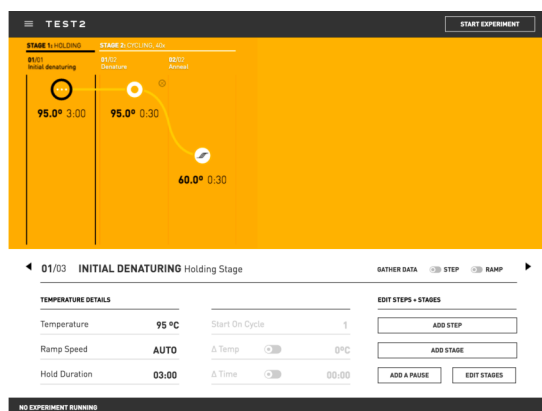 TEST2
START EXPERIMENT
STAGE 1: HOLDING
STAGE 2: CYCLING, 40x
01/01
Initial denaturing
01/02
Denature
02/02
Anneal
95.0º 3:00
95.0º 0:30
60.0º 0:30
01/03 INITIAL DENATURING Holding Stage
GATHER DATA STEP RAMP
TEMPERATURE DETAILS
EDIT STEPS + STAGES
Temperature 95 ºC
Start On Cycle 1
ADD STEP
Ramp Speed AUTO
Δ Temp 0ºC
ADD STAGE
Hold Duration 03:00
Δ Time 00:00
ADD A PAUSE
EDIT STAGES
NO EXPERIMENT RUNNING